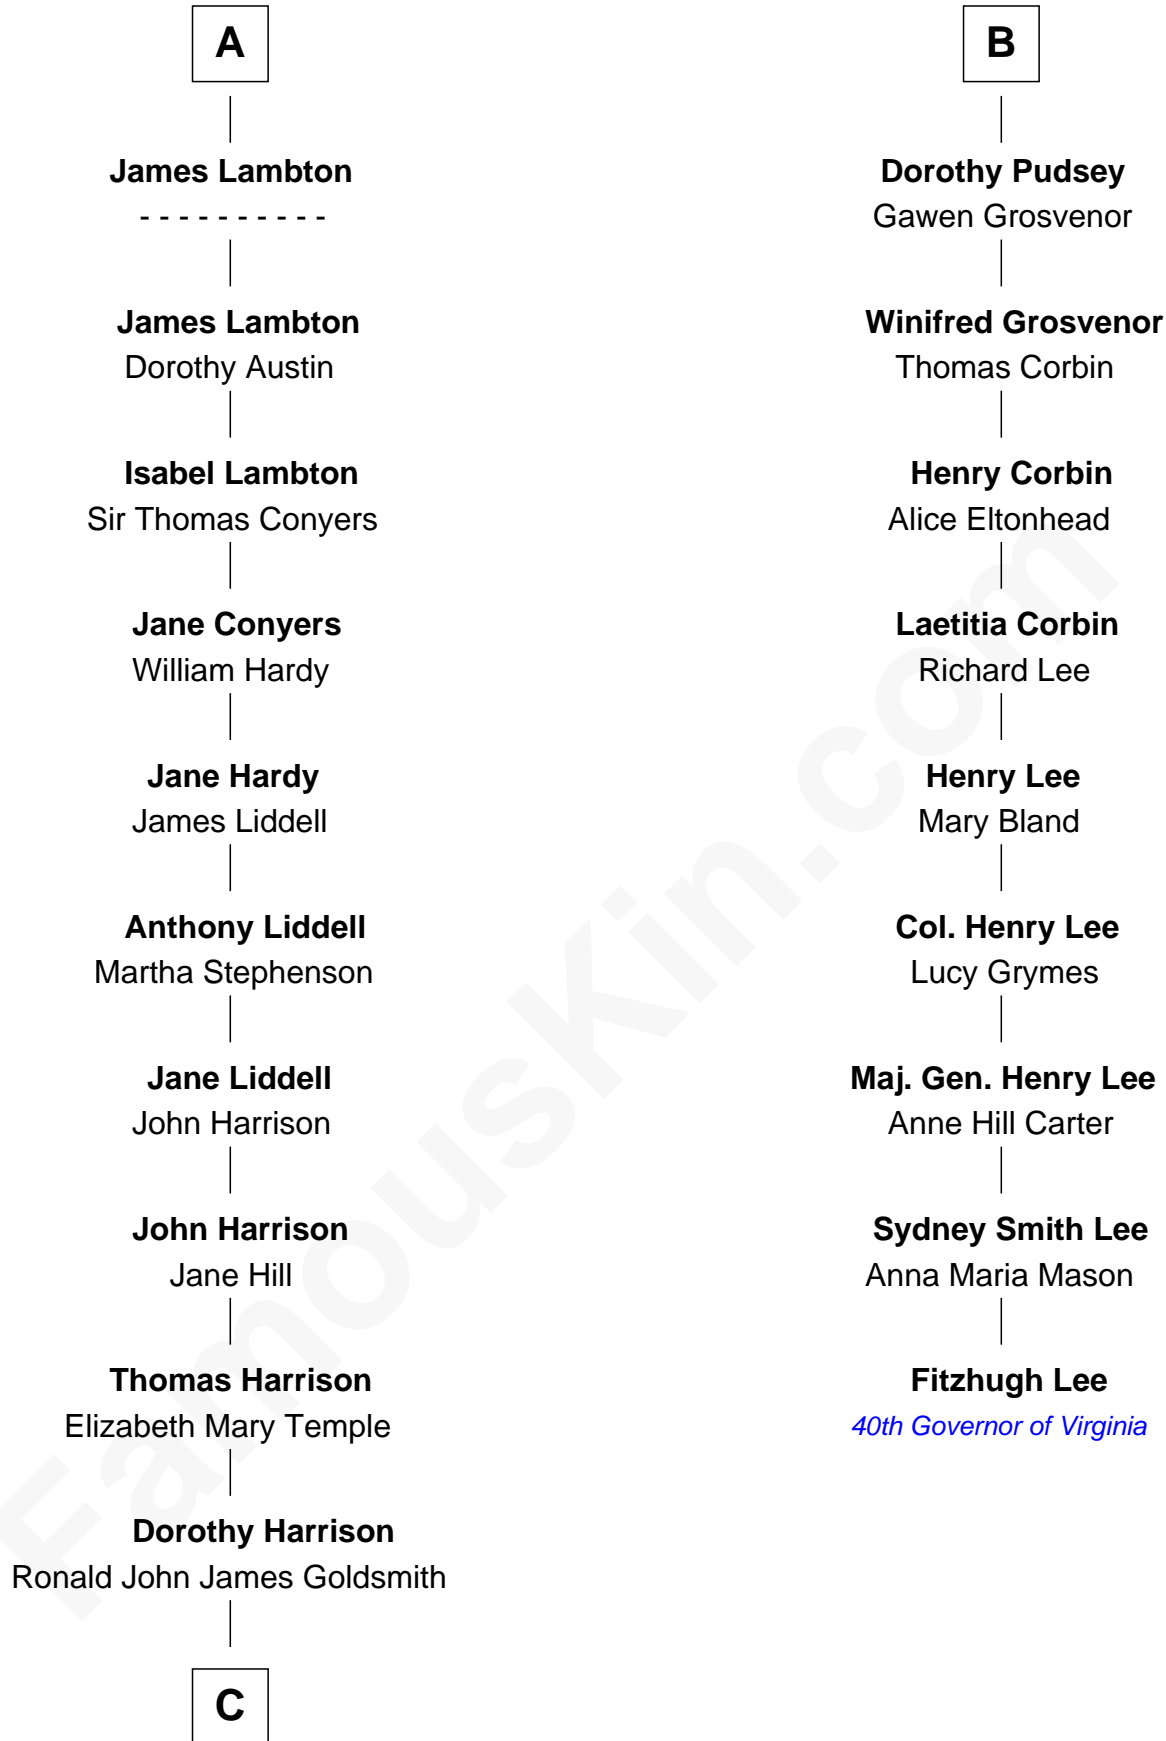 A
James Lambton
- - - - - - - - - -
James Lambton
Dorothy Austin
Isabel Lambton
Sir Thomas Conyers
Jane Conyers
William Hardy
Jane Hardy
James Liddell
Anthony Liddell
Martha Stephenson
Jane Liddell
John Harrison
John Harrison
Jane Hill
Thomas Harrison
Elizabeth Mary Temple
Dorothy Harrison
Ronald John James Goldsmith
C
B
Dorothy Pudsey
Gawen Grosvenor
Winifred Grosvenor
Thomas Corbin
Henry Corbin
Alice Eltonhead
Laetitia Corbin
Richard Lee
Henry Lee
Mary Bland
Col. Henry Lee
Lucy Grymes
Maj. Gen. Henry Lee
Anne Hill Carter
Sydney Smith Lee
Anna Maria Mason
Fitzhugh Lee
40th Governor of Virginia
FamousKin.com